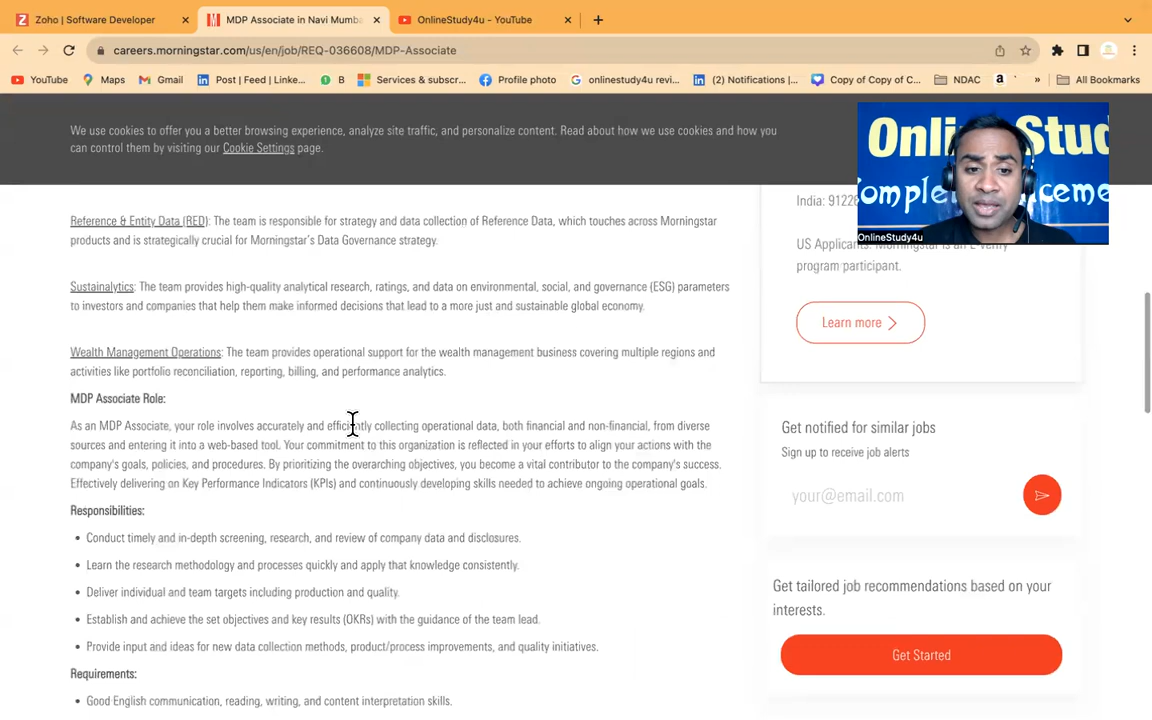 Zoho | Software Developer
MDP Associate in Navi Mumba
OnlineStudy4u - YouTube
careers.morningstar.com/us/en/job/REQ-036608/MDP-Associate
YouTube
Maps
Gmail
Post | Feed | Linke...
B
Services & subscr...
Profile photo
onlinestudy4u revi...
(2) Notifications |...
Copy of Copy of C...
NDAC
»
All Bookmarks
We use cookies to offer you a better browsing experience, analyze site traffic, and personalize content. Read about how we use cookies and how you
can control them by visiting our Cookie Settings page.
Reference & Entity Data (RED): The team is responsible for strategy and data collection of Reference Data, which touches across Morningstar
products and is strategically crucial for Morningstar's Data Governance strategy.
Sustainalytics: The team provides high-quality analytical research, ratings, and data on environmental, social, and governance (ESG) parameters
to investors and companies that help them make informed decisions that lead to a more just and sustainable global economy.
Wealth Management Operations: The team provides operational support for the wealth management business covering multiple regions and
activities like portfolio reconciliation, reporting, billing, and performance analytics.
MDP Associate Role:
As an MDP Associate, your role involves accurately and efficiently collecting operational data, both financial and non-financial, from diverse
sources and entering it into a web-based tool. Your commitment to this organization is reflected in your efforts to align your actions with the
company's goals, policies, and procedures. By prioritizing the overarching objectives, you become a vital contributor to the company's success.
Effectively delivering on Key Performance Indicators (KPIs) and continuously developing skills needed to achieve ongoing operational goals.
Responsibilities:
• Conduct timely and in-depth screening, research, and review of company data and disclosures.
• Learn the research methodology and processes quickly and apply that knowledge consistently.
• Deliver individual and team targets including production and quality.
• Establish and achieve the set objectives and key results (OKRs) with the guidance of the team lead.
• Provide input and ideas for new data collection methods, product/process improvements, and quality initiatives.
Requirements:
• Good English communication, reading, writing, and content interpretation skills.
OnlineStudy4u
India: 9122
US Applicants: Morningstar is an E-Verify
program participant.
Learn more
Get notified for similar jobs
Sign up to receive job alerts
your@email.com
Get tailored job recommendations based on your
interests.
Get Started